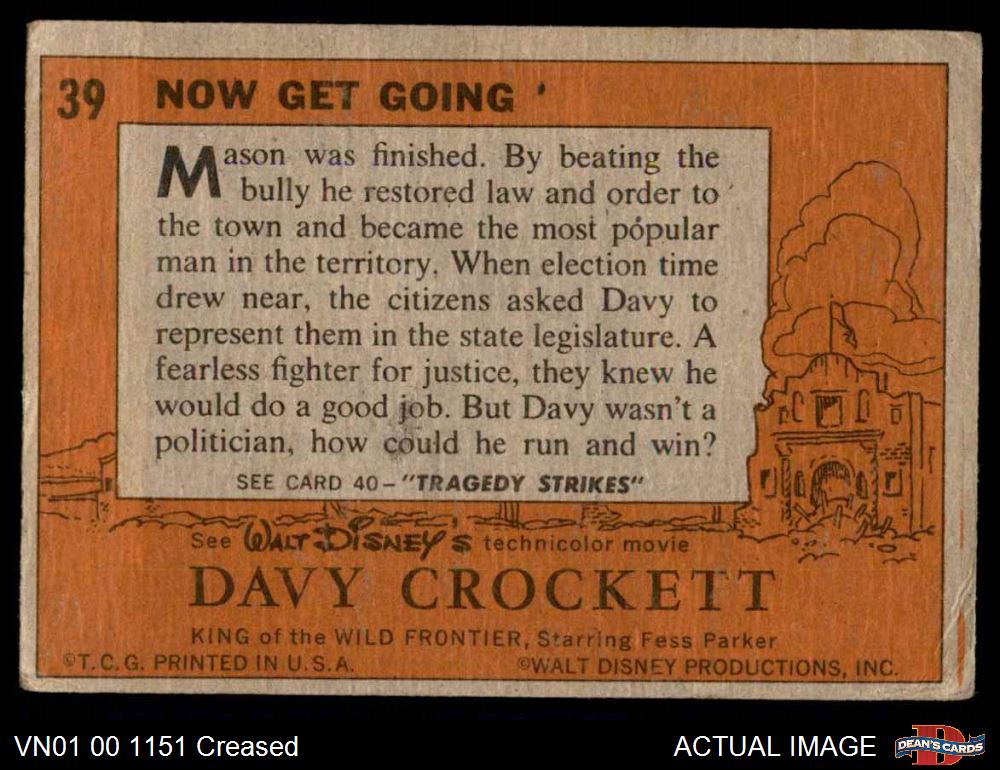 39 NOW GET GOING
Mason was finished. By beating the
bully he restored law and order to
the town and became the most popular
man in the territory. When election time
drew near, the citizens asked Davy to
represent them in the state legislature. A
fearless fighter for justice, they knew he
would do a good job. But Davy wasn't a
politician, how could he run and win?
SEE CARD 40-"TRAGEDY STRIKES"
See WALT DISNEY'S technicolor movie
DAVY CROCKETT
KING of the WILD FRONTIER, Starring Fess Parker
©T.C.G. PRINTED IN U.S.A. ©WALT DISNEY PRODUCTIONS, INC.
VN01 00 1151 Creased ACTUAL IMAGE DEAN'S CARDS